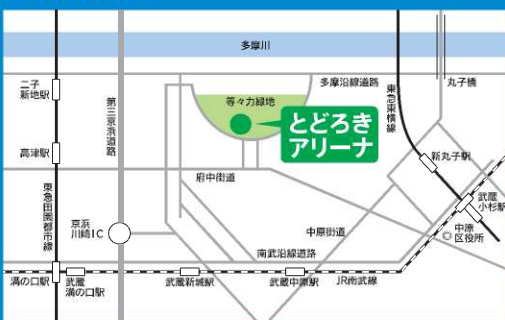 多摩川
二子
新地駅
多摩沿線道路
丸子橋
第三京浜道路
等々力緑地
東急東横線
とどろき
アリーナ
高津駅
新丸子駅
府中街道
東急田園都市線
武蔵
小杉駅
京浜
川崎IC
中原街道
中原
区役所
南武沿線道路
溝の口駅
武蔵
溝の口駅
武蔵新城駅
武蔵中原駅
JR南武線